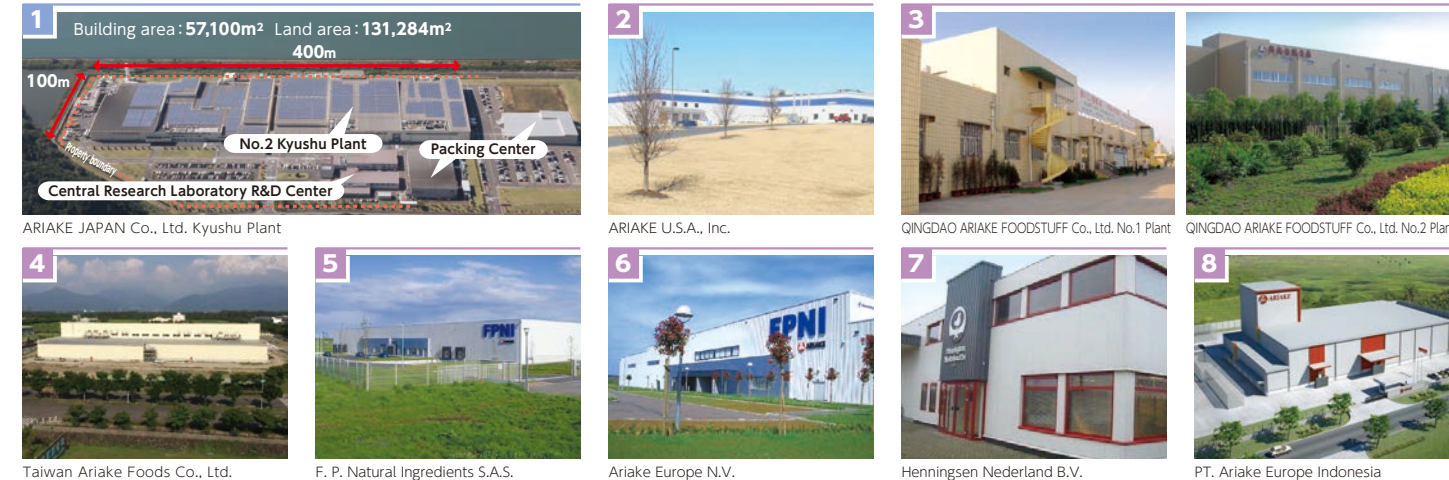 1
Building area：57,100m² Land area：131,284m²
400m
100m
No.2 Kyushu Plant
Packing Center
Property boundary
Central Research Laboratory R&D Center
ARIAKE JAPAN Co., Ltd. Kyushu Plant
2
ARIAKE U.S.A., Inc.
3
QINGDAO ARIAKE FOODSTUFF Co., Ltd. No.1 Plant
QINGDAO ARIAKE FOODSTUFF Co., Ltd. No.2
4
Taiwan Ariake Foods Co., Ltd.
5
FPNI
F. P. Natural Ingredients S.A.S.
6
FPNI
ARIAKE
Ariake Europe N.V.
7
Henningsen Nederland B.V.
8
ARIAKE
PT. Ariake Europe Indonesia